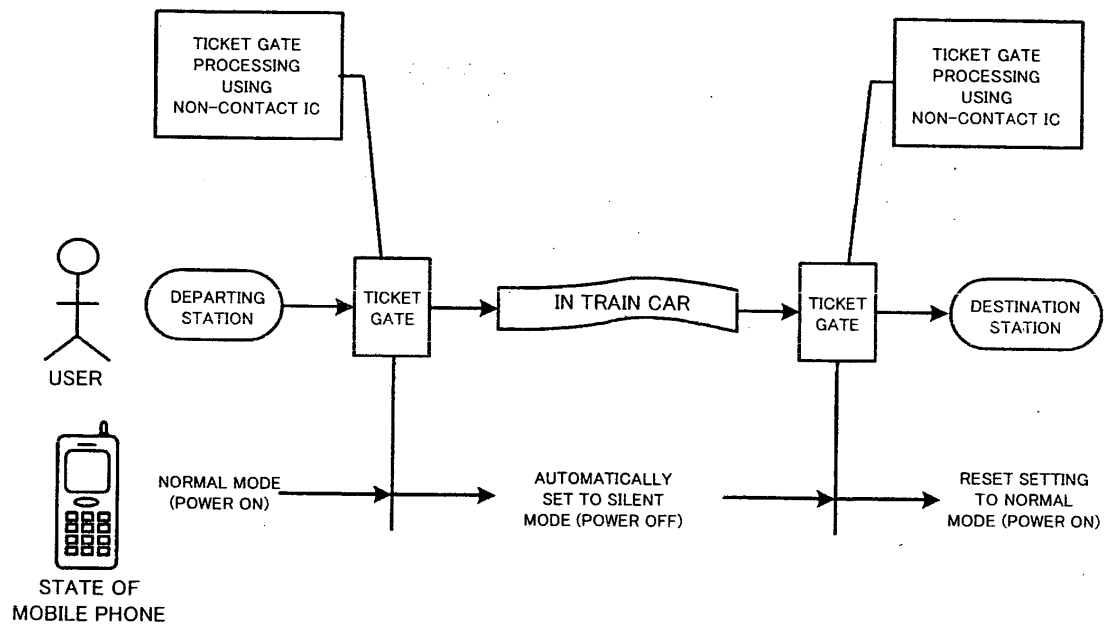 TICKET GATE
PROCESSING
USING
NON-CONTACT IC
TICKET GATE
PROCESSING
USING
NON-CONTACT IC
USER
DEPARTING
STATION
TICKET
GATE
IN TRAIN CAR
TICKET
GATE
DESTINATION
STATION
STATE OF
MOBILE PHONE
NORMAL MODE
(POWER ON)
AUTOMATICALLY
SET TO SILENT
MODE (POWER OFF)
RESET SETTING
TO NORMAL
MODE (POWER ON)